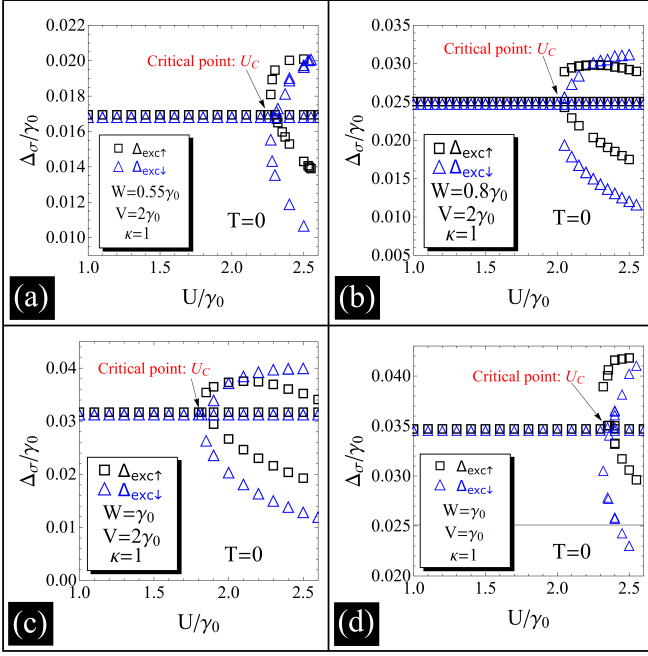 0.020
0.018
0.016
0.014
0.012
0.010
Δσ/γ0
Critical point: UC
Δexc↑
Δexc↓
W=0.55γ0
V=2γ0
κ=1
T=0
1.0 1.5 2.0 2.5
U/γ0
(a)
0.035
0.030
0.025
0.020
0.015
0.010
0.005
Δσ/γ0
Critical point: UC
Δexc↑
Δexc↓
W=0.8γ0
V=2γ0
κ=1
T=0
1.0 1.5 2.0 2.5
U/γ0
(b)
0.04
0.03
0.02
0.01
0.00
Δσ/γ0
Critical point: UC
Δexc↑
Δexc↓
W=γ0
V=2γ0
κ=1
T=0
1.0 1.5 2.0 2.5
U/γ0
(c)
0.040
0.035
0.030
0.025
0.020
Δσ/γ0
Critical point: UC
Δexc↑
Δexc↓
W=γ0
V=γ0
κ=1
T=0
1.0 1.5 2.0 2.5
U/γ0
(d)